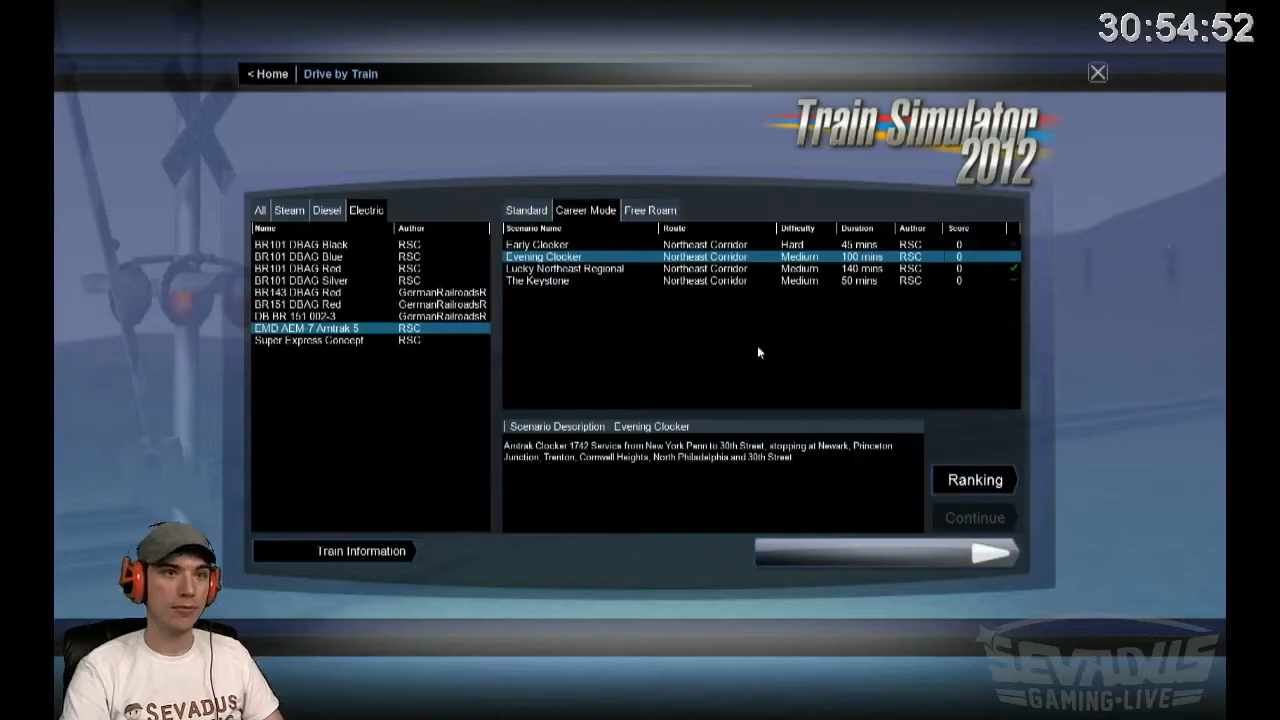 30:54:52
< Home | Drive by Train
Train Simulator
2012
All Steam Diesel Electric
Name Author
BR101 DBAG Black RSC
BR101 DBAG Blue RSC
BR101 DBAG Red RSC
BR101 DBAG Silver RSC
BR143 DBAG Red GermanRailroadsR
BR151 DBAG Red GermanRailroadsR
DB BR 151 002-3 GermanRailroadsR
EMD AEM-7 Amtrak 5 RSC
Super Express Concept RSC
Train Information
Standard Career Mode Free Roam
Scenario Name Route Difficulty Duration Author Score
Early Clocker Northeast Corridor Hard 45 mins RSC 0
Evening Clocker Northeast Corridor Medium 100 mins RSC 0
Lucky Northeast Regional Northeast Corridor Medium 140 mins RSC 0
The Keystone Northeast Corridor Medium 50 mins RSC 0
Scenario Description Evening Clocker
Amtrak Clocker 1742 Service from New York Penn to 30th Street, stopping at Newark, Princeton
Junction, Trenton, Cornwell Heights, North Philadelphia and 30th Street
Ranking
Continue
SEVADUS
GAMING·LIVE
SEVADUS